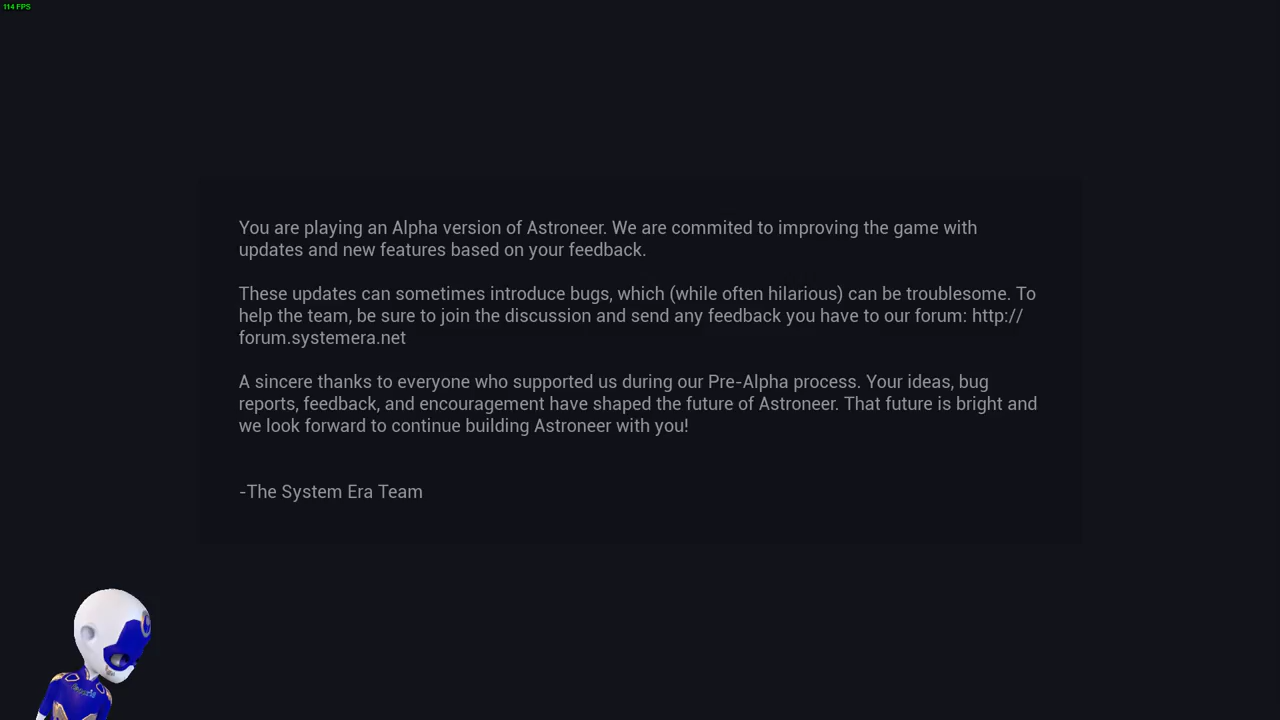 114 FPS
You are playing an Alpha version of Astroneer. We are commited to improving the game with
updates and new features based on your feedback.
These updates can sometimes introduce bugs, which (while often hilarious) can be troublesome. To
help the team, be sure to join the discussion and send any feedback you have to our forum: http://
forum.systemera.net
A sincere thanks to everyone who supported us during our Pre-Alpha process. Your ideas, bug
reports, feedback, and encouragement have shaped the future of Astroneer. That future is bright and
we look forward to continue building Astroneer with you!
-The System Era Team